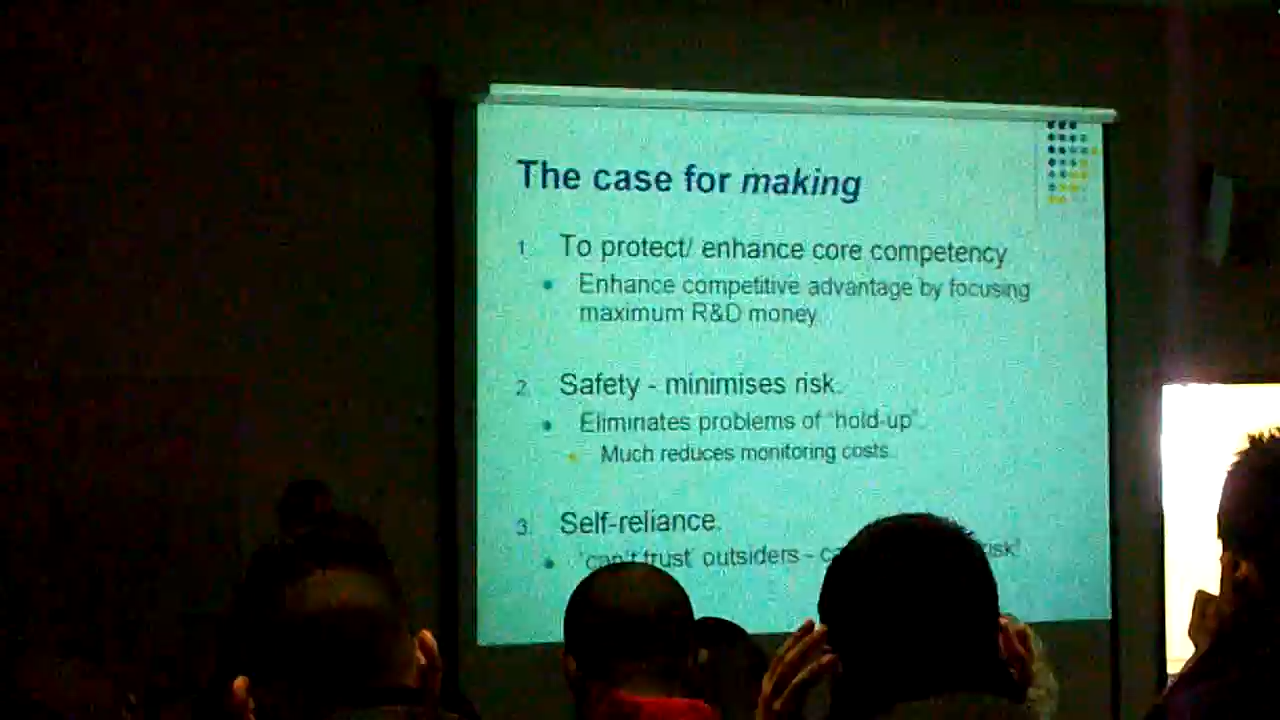 The case for making
1. To protect/ enhance core competency
• Enhance competitive advantage by focusing
maximum R&D money
2. Safety - minimises risk.
• Eliminates problems of "hold-up"
• Much reduces monitoring costs.
3. Self-reliance.
• 'can't trust' outsiders - risk!